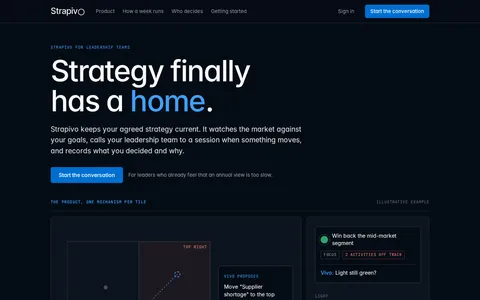 Strapivo
Product How a week runs Who decides Getting started Sign in Start the conversation
STRAPIVO FOR LEADERSHIP TEAMS
Strategy finally
has a home.
Strapivo keeps your agreed strategy current. It watches the market against
your goals, calls your leadership team to a session when something moves,
and records what you decided and why.
Start the conversation For leaders who already feel that an annual view is too slow.
THE PRODUCT, ONE MECHANISM PER TILE ILLUSTRATIVE EXAMPLE
TOP RIGHT
VIVO PROPOSES
Move "Supplier
shortage" to the top
Win back the mid-market
segment
FOCUS 2 ACTIVITIES OFF TRACK
Vivo: Light still green?
LIGHT